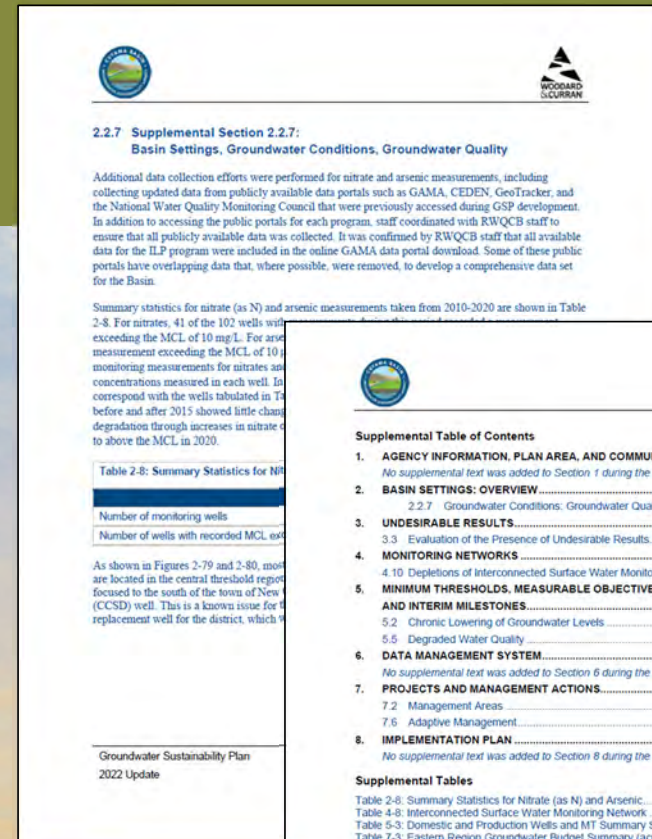 CUYAMA BASIN
WOODARD
&CURRAN
2.2.7 Supplemental Section 2.2.7:
Basin Settings, Groundwater Conditions, Groundwater Quality
Additional data collection efforts were performed for nitrate and arsenic measurements, including
collecting updated data from publicly available data portals such as GAMA, CEDEN, GeoTracker, and
the National Water Quality Monitoring Council that were previously accessed during GSP development.
In addition to accessing the public portals for each program, staff coordinated with RWQCB staff to
ensure that all publicly available data was collected. It was confirmed by RWQCB staff that all available
data for the ILP program were included in the online GAMA data portal download. Some of these public
portals have overlapping data that, where possible, were removed, to develop a comprehensive data set
for the Basin.
Summary statistics for nitrate (as N) and arsenic measurements taken from 2010-2020 are shown in Table
2-8. For nitrates, 41 of the 102 wells with measurements during this period recorded a measurement
exceeding the MCL of 10 mg/L. For arse
measurement exceeding the MCL of 10
monitoring measurements for nitrates and
concentrations measured in each well. In
correspond with the wells tabulated in Ta
before and after 2015 showed little chang
degradation through increases in nitrate
to above the MCL in 2020.
Table 2-8: Summary Statistics for Nit
Number of monitoring wells
Number of wells with recorded MCL ex
As shown in Figures 2-79 and 2-80, mos
are located in the central threshold region
focused to the south of the town of New
(CCSD) well. This is a known issue for t
replacement well for the district, which w
Groundwater Sustainability Plan
2022 Update
Supplemental Table of Contents
1. AGENCY INFORMATION, PLAN AREA, AND COMMU
No supplemental text was added to Section 1 during the
2. BASIN SETTINGS: OVERVIEW
2.2.7 Groundwater Conditions: Groundwater Qua
3. UNDESIRABLE RESULTS
3.3 Evaluation of the Presence of Undesirable Results
4. MONITORING NETWORKS
4.10 Depletions of Interconnected Surface Water Monito
5. MINIMUM THRESHOLDS, MEASURABLE OBJECTIVE
AND INTERIM MILESTONES
5.2 Chronic Lowering of Groundwater Levels
5.5 Degraded Water Quality
6. DATA MANAGEMENT SYSTEM
No supplemental text was added to Section 6 during the
7. PROJECTS AND MANAGEMENT ACTIONS
7.2 Management Areas
7.6 Adaptive Management
8. IMPLEMENTATION PLAN
No supplemental text was added to Section 8 during the
Supplemental Tables
Table 2-8: Summary Statistics for Nitrate (as N) and Arsenic
Table 4-8: Interconnected Surface Water Monitoring Network
Table 5-3: Domestic and Production Wells and MT Summary S
Table 7-3: Eastern Region Groundwater Budget Summary (ac